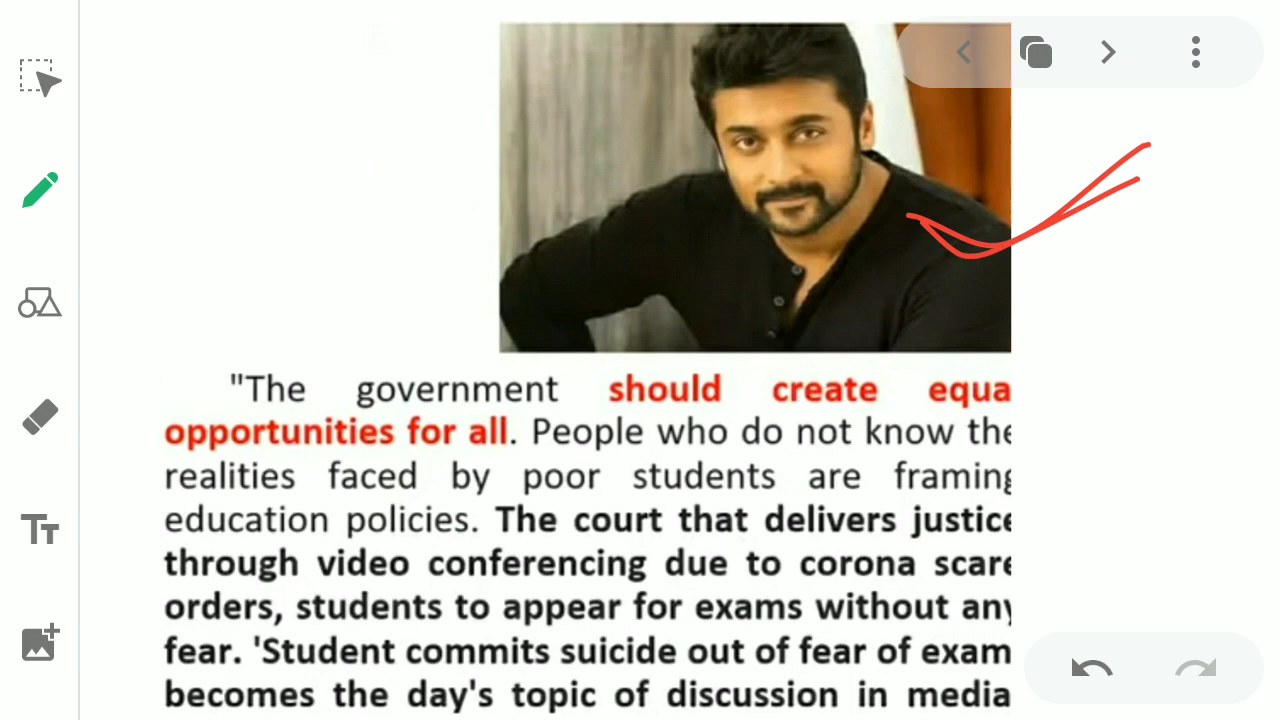 "The government should create equa
opportunities for all. People who do not know the
realities faced by poor students are framing
education policies. The court that delivers justice
through video conferencing due to corona scare
orders, students to appear for exams without any
fear. 'Student commits suicide out of fear of exam
becomes the day's topic of discussion in media
TT